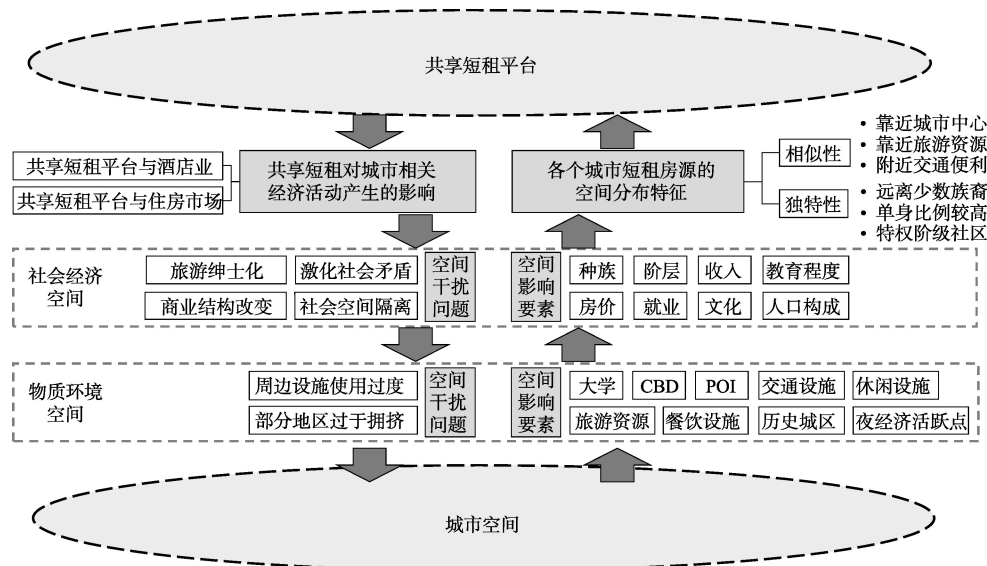 共享短租平台
共享短租平台与酒店业
共享短租平台与住房市场
共享短租对城市相关
经济活动产生的影响
各个城市短租房源的
空间分布特征
相似性
独特性
• 靠近城市中心
• 靠近旅游资源
• 附近交通便利
• 远离少数族裔
• 单身比例较高
• 特权阶级社区
社会经济
空间
旅游绅士化
激化社会矛盾
商业结构改变
社会空间隔离
空间
干扰
问题
空间
影响
要素
种族
阶层
收入
教育程度
房价
就业
文化
人口构成
物质环境
空间
周边设施使用过度
部分地区过于拥挤
空间
干扰
问题
空间
影响
要素
大学
CBD
POI
交通设施
休闲设施
旅游资源
餐饮设施
历史城区
夜经济活跃点
城市空间